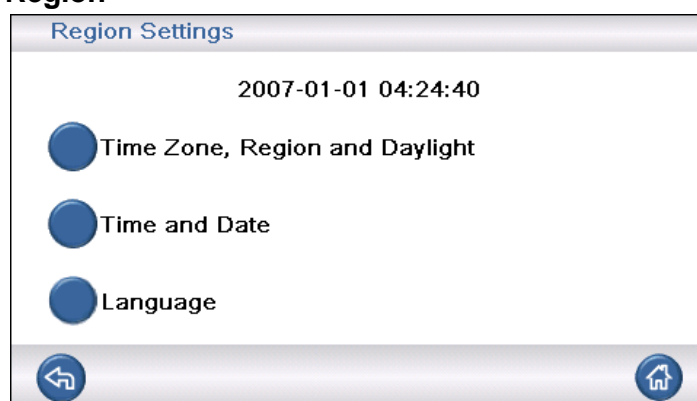 Region
Region Settings
2007-01-01 04:24:40
Time Zone, Region and Daylight
Time and Date
Language